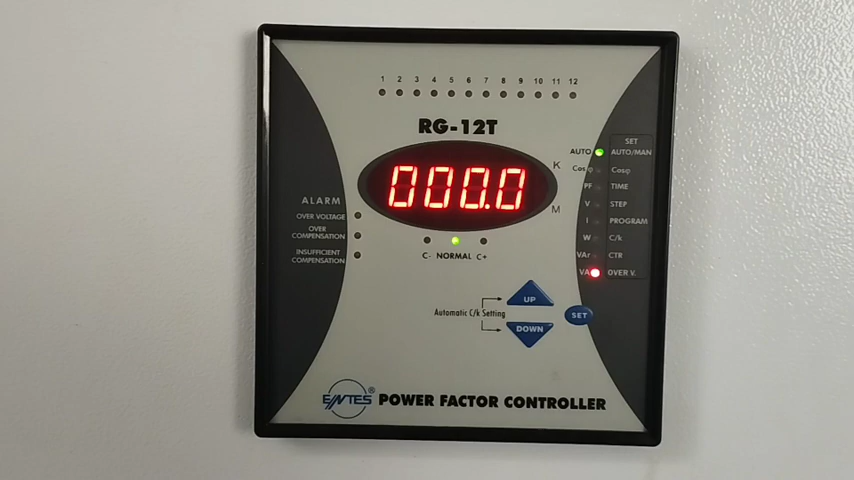 1 2 3 4 5 6 7 8 9 10 11 12
RG-12T
000.0
K
M
ALARM
OVER VOLTAGE
OVER
COMPENSATION
INSUFFICIENT
COMPENSATION
C- NORMAL C+
SET
AUTO AUTO/MAN
Cosφ Cosφ
PF TIME
V STEP
I PROGRAM
W C/k
VAr CTR
VA OVER V.
Automatic C/k Setting
UP
DOWN
SET
ENTES® POWER FACTOR CONTROLLER